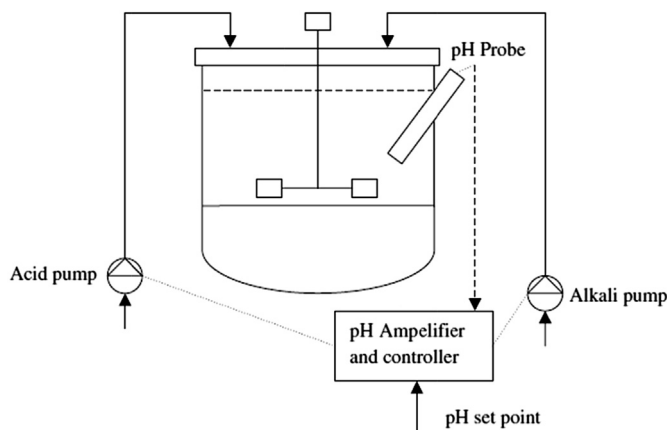 pH Probe
Acid pump
Alkali pump
pH Ampelifier
and controller
pH set point